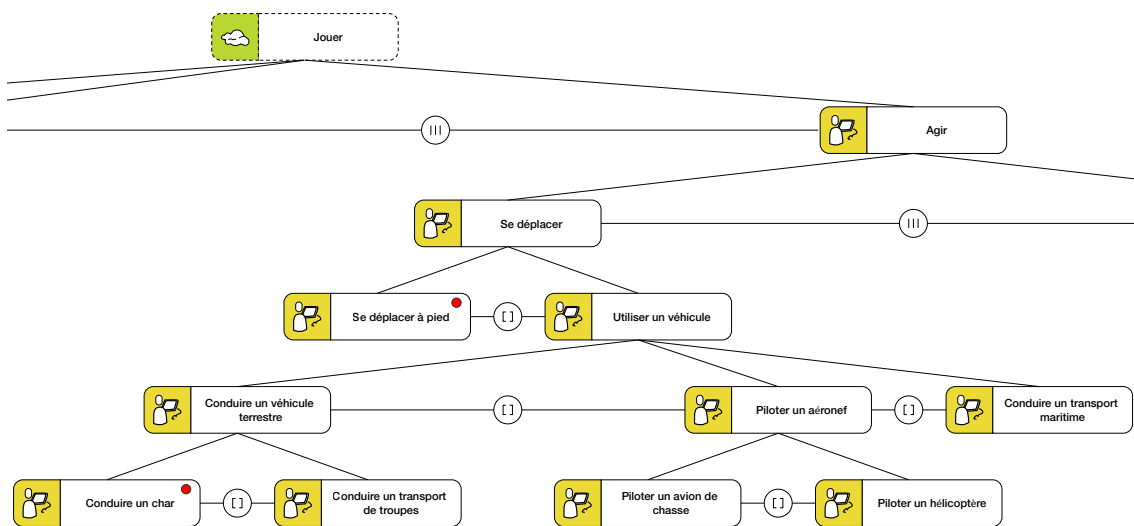 Jouer
|||
Agir
Se déplacer
|||
Se déplacer à pied
[]
Utiliser un véhicule
Conduire un véhicule
terrestre
[]
Piloter un aéronef
[]
Conduire un transport
maritime
Conduire un char
[]
Conduire un transport
de troupes
Piloter un avion de
chasse
[]
Piloter un hélicoptère